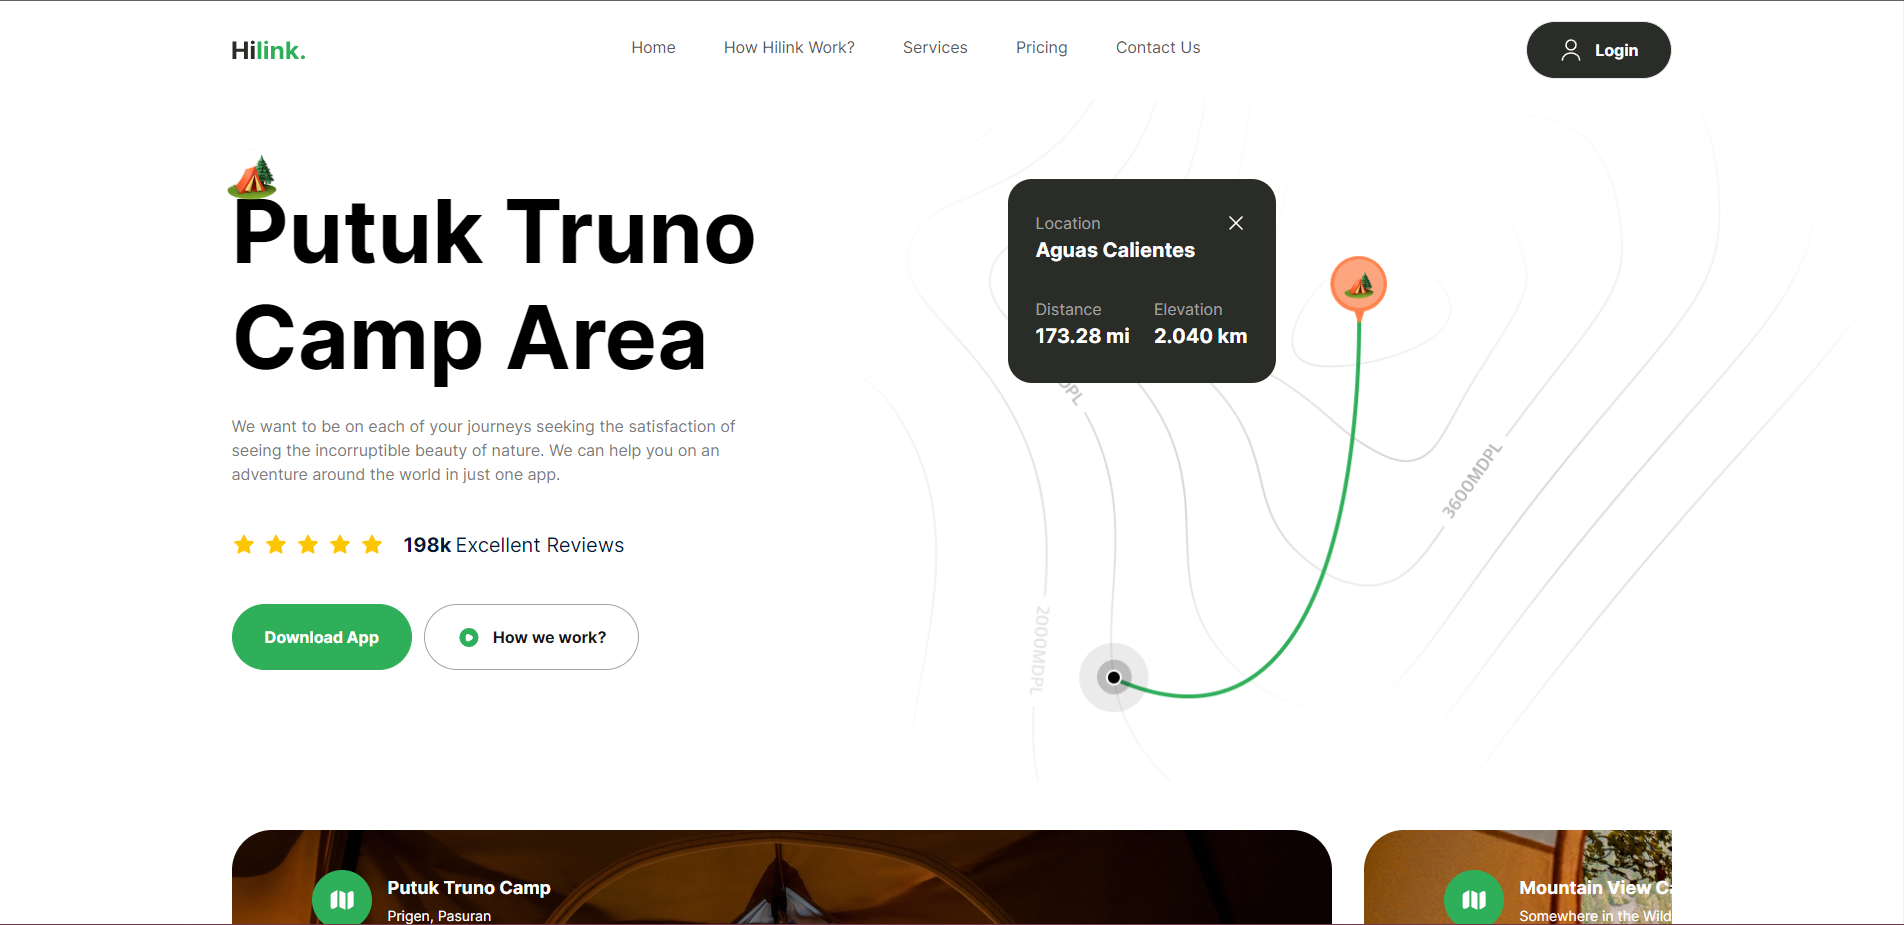 Hilink.
Home
How Hilink Work?
Services
Pricing
Contact Us
Login
Putuk Truno
Camp Area
We want to be on each of your journeys seeking the satisfaction of
seeing the incorruptible beauty of nature. We can help you on an
adventure around the world in just one app.
198k Excellent Reviews
Download App
How we work?
Location
Aguas Calientes
Distance
Elevation
173.28 mi
2.040 km
3600MDPL
2000MDPL
Putuk Truno Camp
Prigen, Pasuran
Mountain View
Somewhere in the Wild